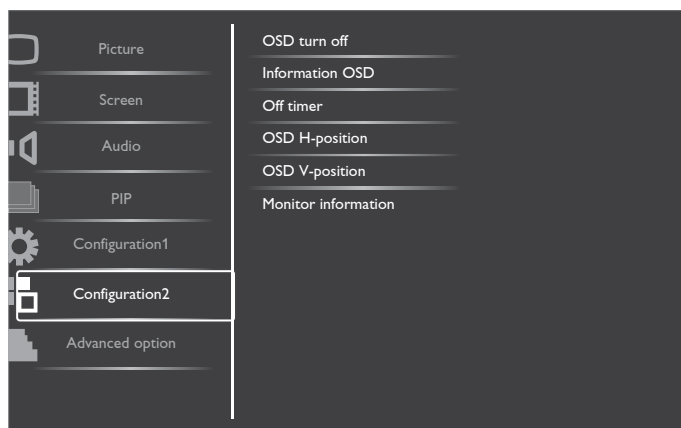 Picture
Screen
Audio
PIP
Configuration1
Configuration2
Advanced option
OSD turn off
Information OSD
Off timer
OSD H-position
OSD V-position
Monitor information